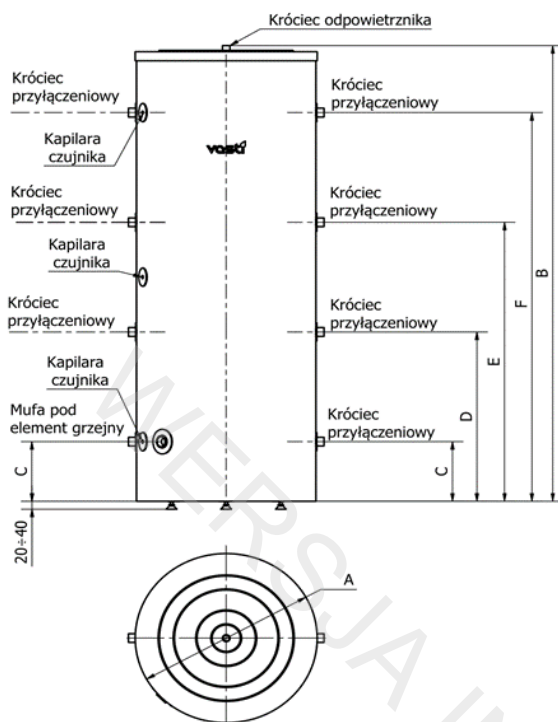 Króciec odpowietrznika
Króciec
przyłączeniowy
Króciec
przyłączeniowy
Kapilara
czujnika
vosti
Króciec
przyłączeniowy
Króciec
przyłączeniowy
Kapilara
czujnika
Króciec
przyłączeniowy
Króciec
przyłączeniowy
Kapilara
czujnika
Mufa pod
element grzejny
Króciec
przyłączeniowy
B
F
E
D
C
C
20÷40
A
WERSJA